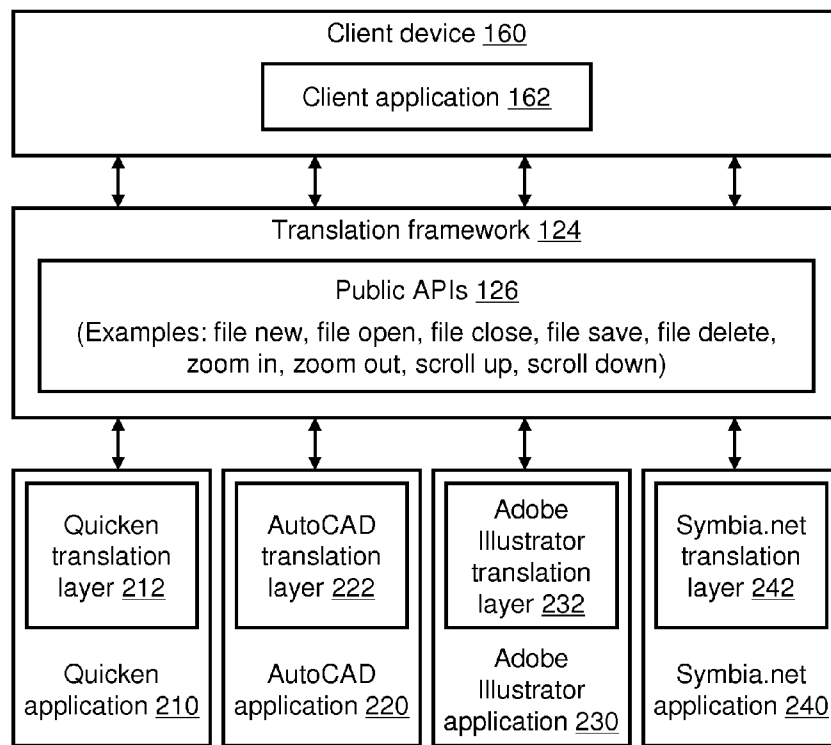 Client device 160
Client application 162
Translation framework 124
Public APIs 126
(Examples: file new, file open, file close, file save, file delete,
zoom in, zoom out, scroll up, scroll down)
Quicken
translation
layer 212
Quicken
application 210
AutoCAD
translation
layer 222
AutoCAD
application 220
Adobe
Illustrator
translation
layer 232
Adobe
Illustrator
application 230
Symbia.net
translation
layer 242
Symbia.net
application 240